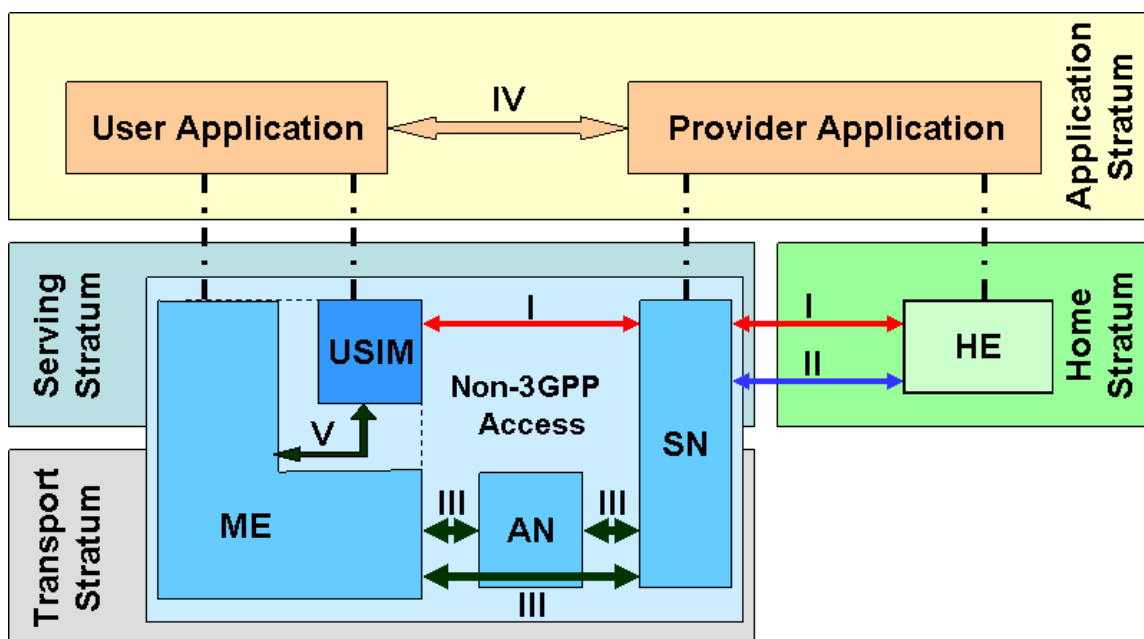 IV
User Application
Provider Application
Application
Stratum
Serving
Stratum
USIM
I
I
II
HE
Home
Stratum
Non-3GPP
Access
V
SN
Transport
Stratum
ME
III
AN
III
III